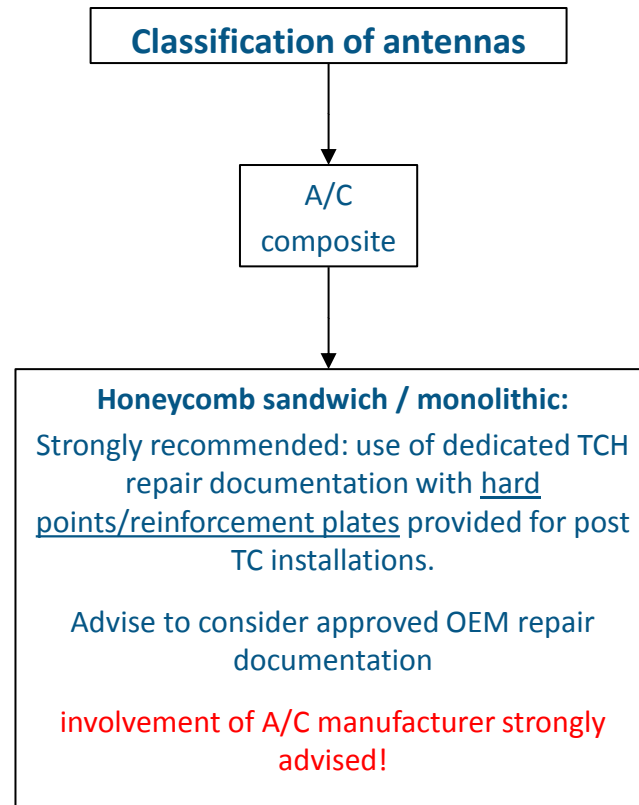 Classification of antennas
A/C
composite
Honeycomb sandwich / monolithic:
Strongly recommended: use of dedicated TCH
repair documentation with hard
points/reinforcement plates provided for post
TC installations.
Advise to consider approved OEM repair
documentation
involvement of A/C manufacturer strongly
advised!